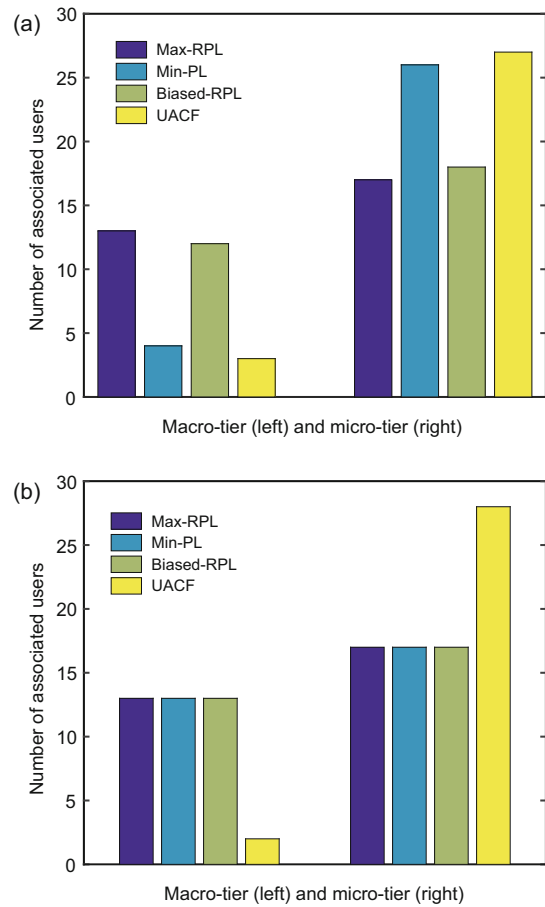 (a)
30
25
20
15
10
5
0
Number of associated users
Max-RPL
Min-PL
Biased-RPL
UACF
Macro-tier (left) and micro-tier (right)
(b)
30
25
20
15
10
5
0
Number of associated users
Max-RPL
Min-PL
Biased-RPL
UACF
Macro-tier (left) and micro-tier (right)